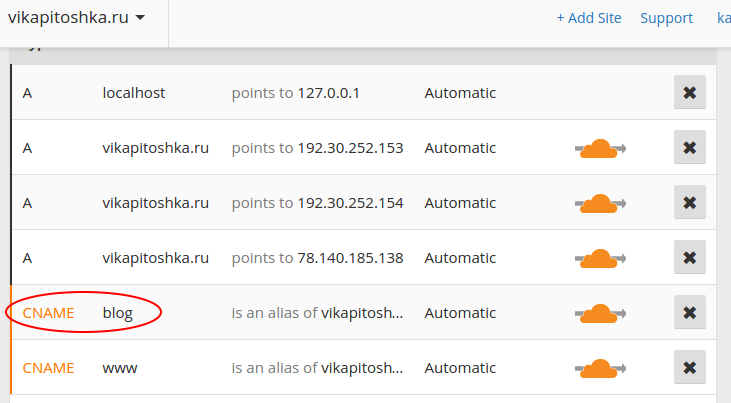 vikapitoshka.ru + Add Site Support ka
A localhost points to 127.0.0.1 Automatic
A vikapitoshka.ru points to 192.30.252.153 Automatic
A vikapitoshka.ru points to 192.30.252.154 Automatic
A vikapitoshka.ru points to 78.140.185.138 Automatic
CNAME blog is an alias of vikapitosh... Automatic
CNAME www is an alias of vikapitosh... Automatic